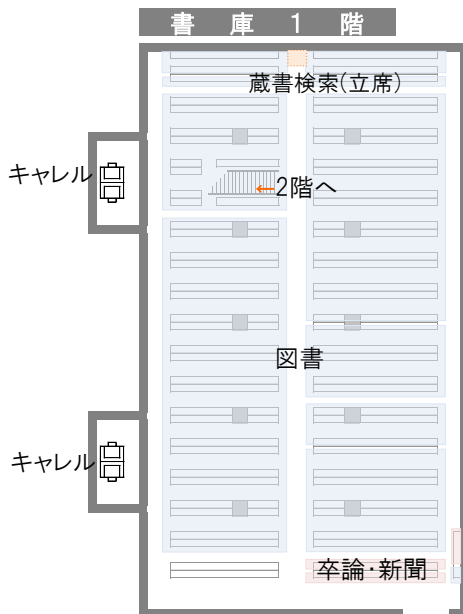 書庫1階
蔵書検索(立席)
キャレル
←2階へ
図書
キャレル
卒論・新聞